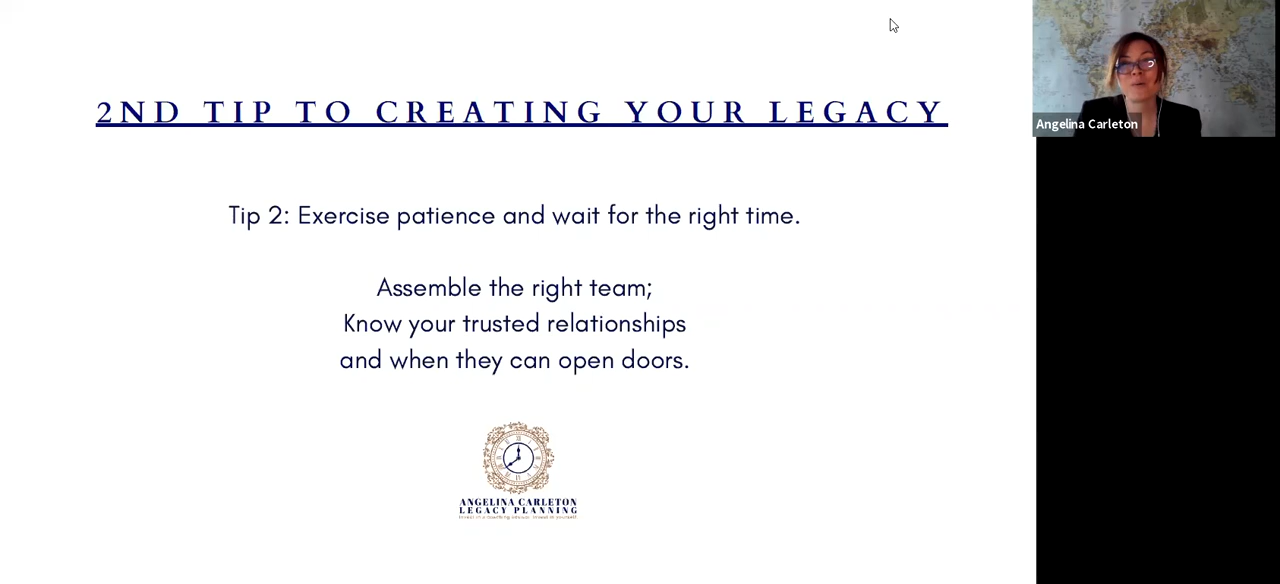 2ND TIP TO CREATING YOUR LEGACY
Angelina Carleton
Tip 2: Exercise patience and wait for the right time.
Assemble the right team;
Know your trusted relationships
and when they can open doors.
ANGELINA CARLETON
LEGACY PLANNING